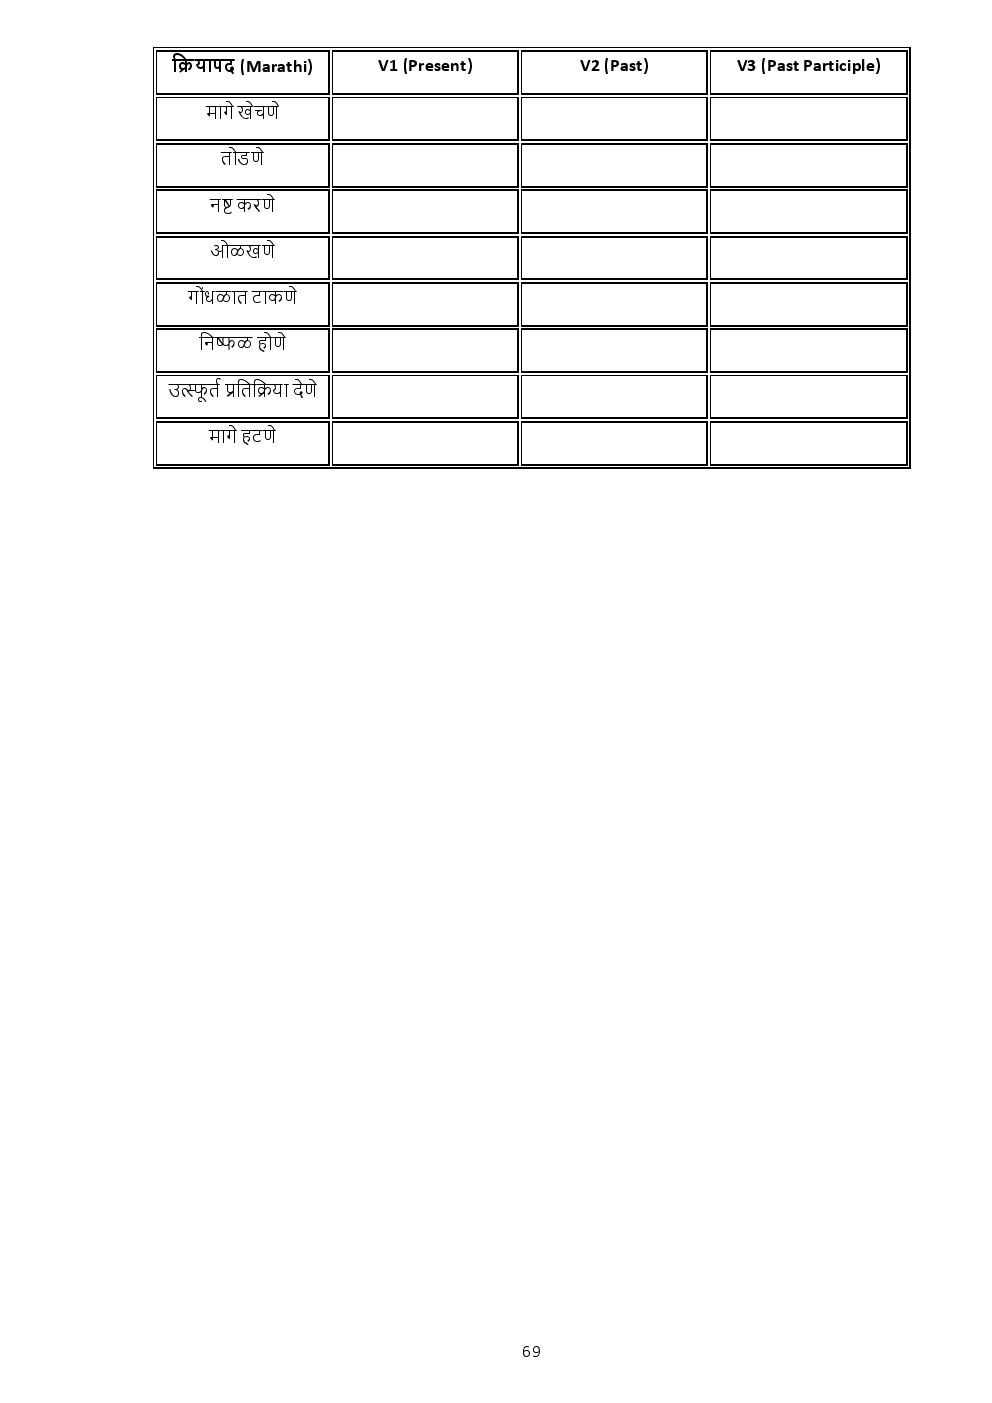 क्रियापद (Marathi) V1 (Present) V2 (Past) V3 (Past Participle)
मागे खेचणे
तोडणे
नष्ट करणे
ओळखणे
गोंधळात टाकणे
निष्फळ होणे
उत्स्फूर्त प्रतिक्रिया देणे
मागे हटणे
69